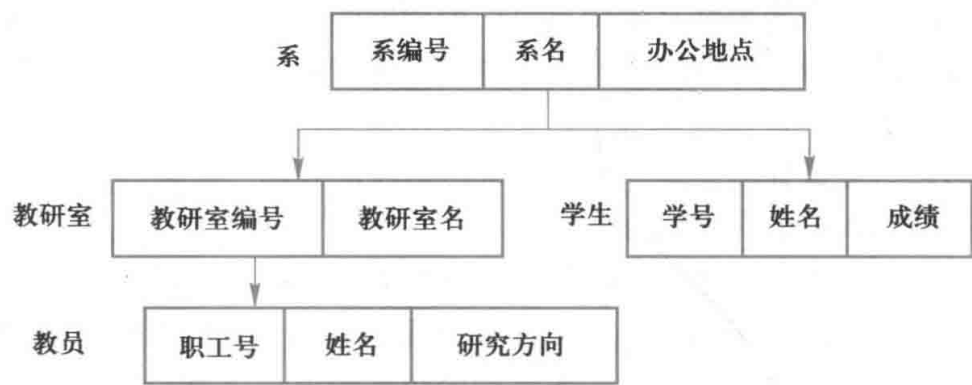 系 系编号 系名 办公地点
教研室 教研室编号 教研室名 学生 学号 姓名 成绩
教员 职工号 姓名 研究方向